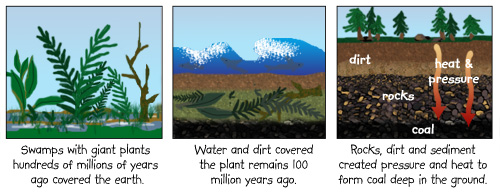 dirt
heat &
pressure
rocks
coal
Swamps with giant plants
hundreds of millions of years
ago covered the earth.
Water and dirt covered
the plant remains 100
million years ago.
Rocks, dirt and sediment
created pressure and heat to
form coal deep in the ground.